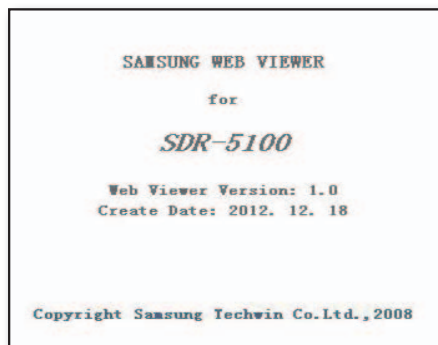 SAMSUNG WEB VIEWER
for
SDR-5100
Web Viewer Version: 1.0
Create Date: 2012. 12. 18
Copyright Samsung Techwin Co.Ltd.,2008